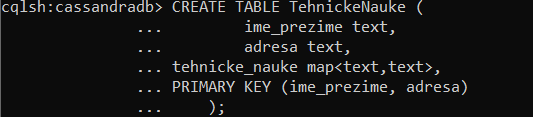 cqlsh:cassandradb> CREATE TABLE TehnickeNauke (
... ime_prezime text,
... adresa text,
... tehnicke_nauke map<text,text>,
... PRIMARY KEY (ime_prezime, adresa)
... );